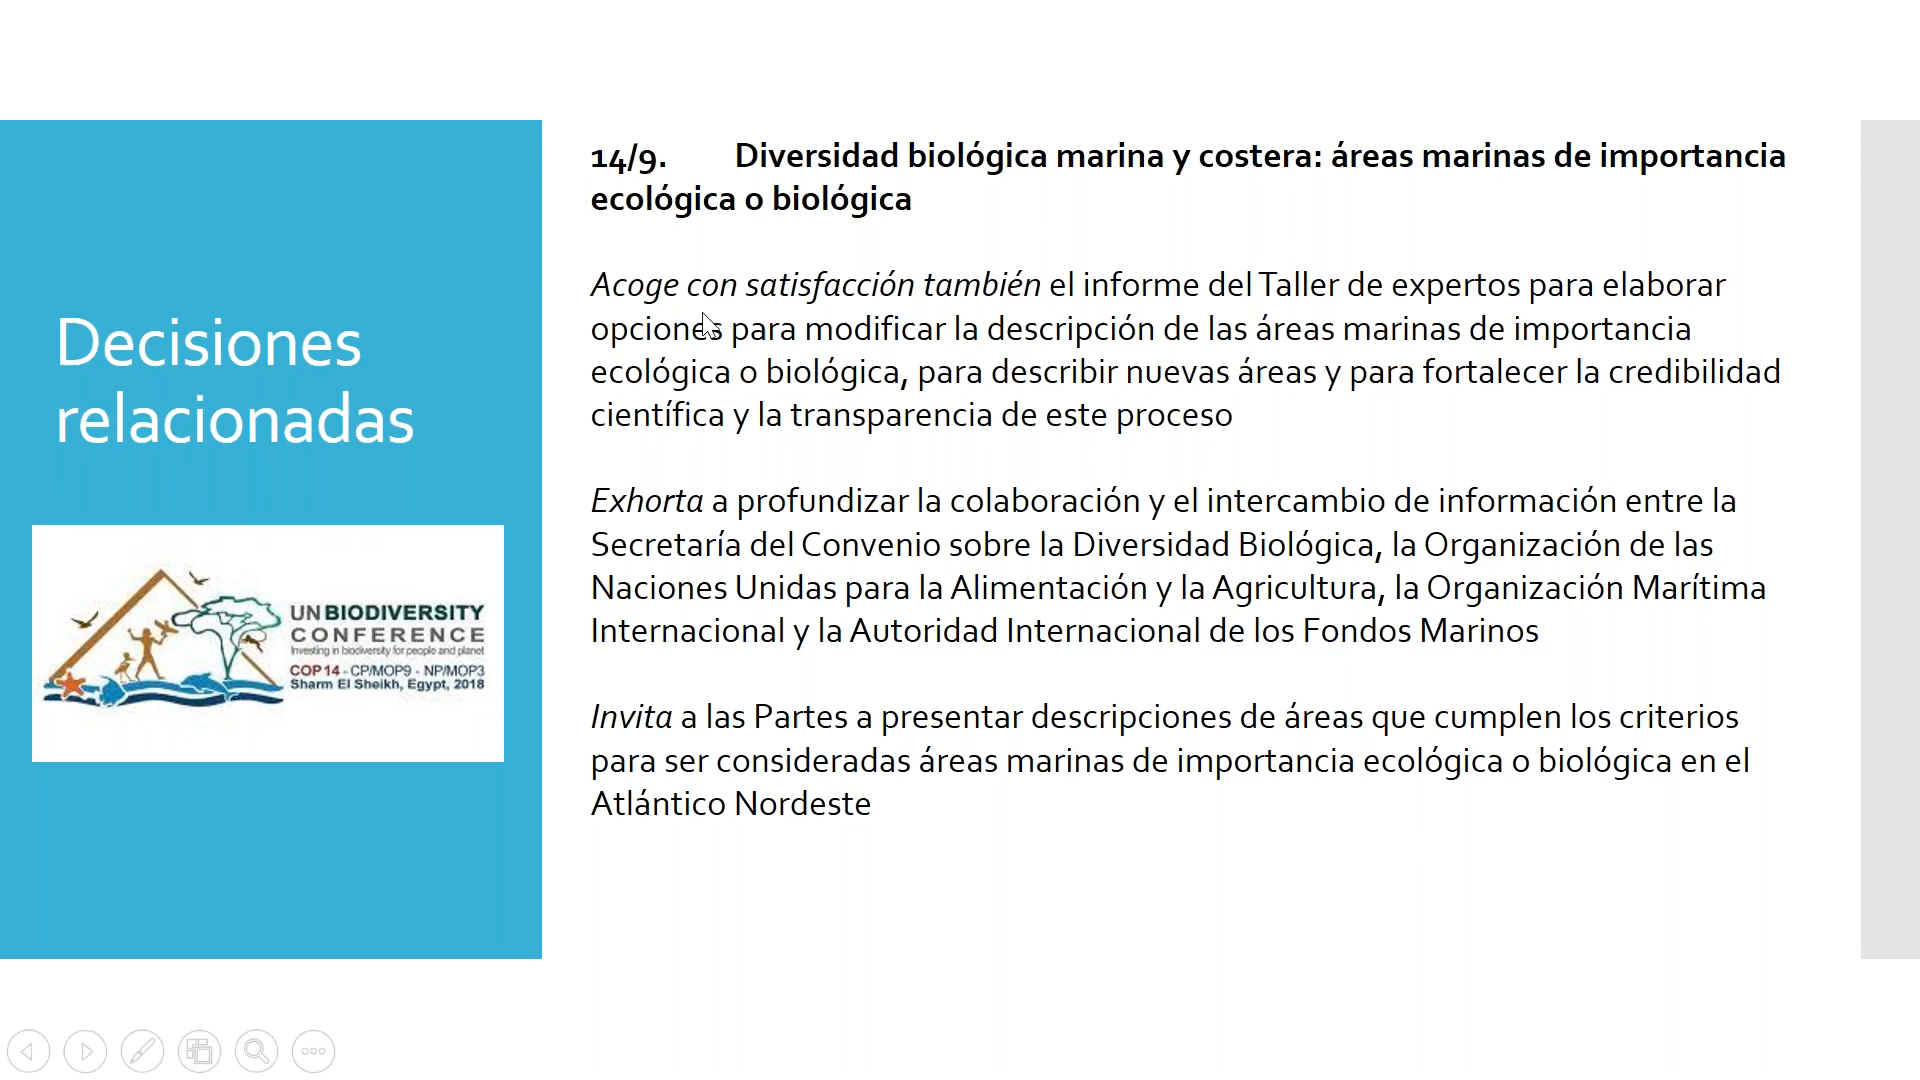 Decisiones
relacionadas
UN BIODIVERSITY
CONFERENCE
Investing in biodiversity for people and planet
COP 14 - CP/MOP9 - NP/MOP3
Sharm El Sheikh, Egypt, 2018
14/9. Diversidad biológica marina y costera: áreas marinas de importancia
ecológica o biológica
Acoge con satisfacción también el informe del Taller de expertos para elaborar
opciones para modificar la descripción de las áreas marinas de importancia
ecológica o biológica, para describir nuevas áreas y para fortalecer la credibilidad
científica y la transparencia de este proceso
Exhorta a profundizar la colaboración y el intercambio de información entre la
Secretaría del Convenio sobre la Diversidad Biológica, la Organización de las
Naciones Unidas para la Alimentación y la Agricultura, la Organización Marítima
Internacional y la Autoridad Internacional de los Fondos Marinos
Invita a las Partes a presentar descripciones de áreas que cumplen los criterios
para ser consideradas áreas marinas de importancia ecológica o biológica en el
Atlántico Nordeste